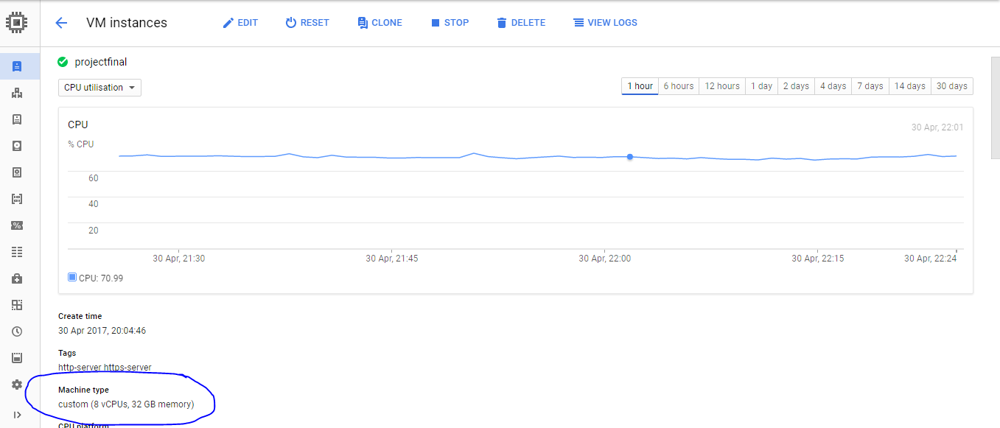 VM instances EDIT RESET CLONE STOP DELETE VIEW LOGS
projectfinal
CPU utilisation 1 hour 6 hours 12 hours 1 day 2 days 4 days 7 days 14 days 30 days
CPU 30 Apr, 22:01
% CPU
60
40
20
30 Apr, 21:30 30 Apr, 21:45 30 Apr, 22:00 30 Apr, 22:15 30 Apr, 22:24
CPU: 70.99
Create time
30 Apr 2017, 20:04:46
Tags
http-server https-server
Machine type
custom (8 vCPUs, 32 GB memory)
CPU platform